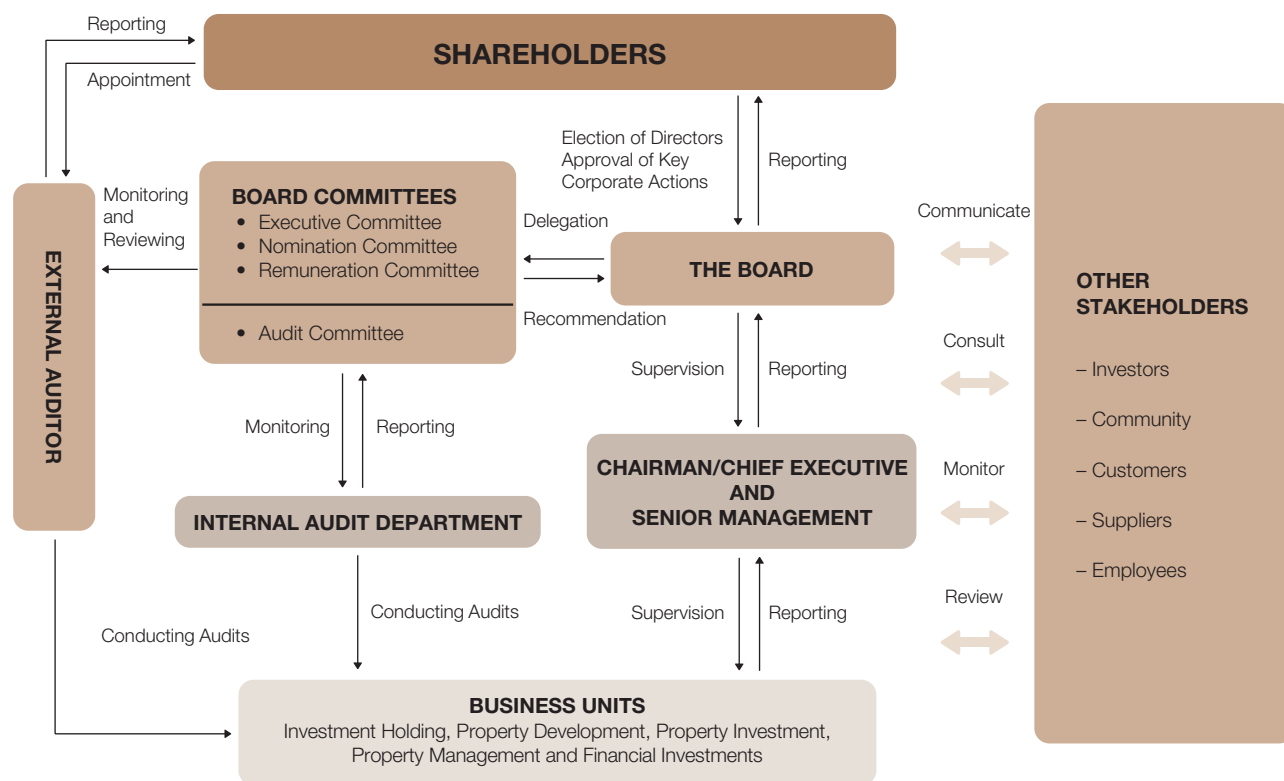 Reporting
SHAREHOLDERS
Appointment
Election of Directors
Approval of Key
Corporate Actions
Reporting
Monitoring
and
Reviewing
BOARD COMMITTEES
• Executive Committee
• Nomination Committee
• Remuneration Committee
• Audit Committee
Delegation
Recommendation
THE BOARD
Communicate
EXTERNAL AUDITOR
Supervision
Reporting
Consult
OTHER
STAKEHOLDERS
– Investors
– Community
– Customers
– Suppliers
– Employees
Monitoring
Reporting
CHAIRMAN/CHIEF EXECUTIVE
AND
SENIOR MANAGEMENT
Monitor
INTERNAL AUDIT DEPARTMENT
Conducting Audits
Conducting Audits
Supervision
Reporting
Review
BUSINESS UNITS
Investment Holding, Property Development, Property Investment,
Property Management and Financial Investments